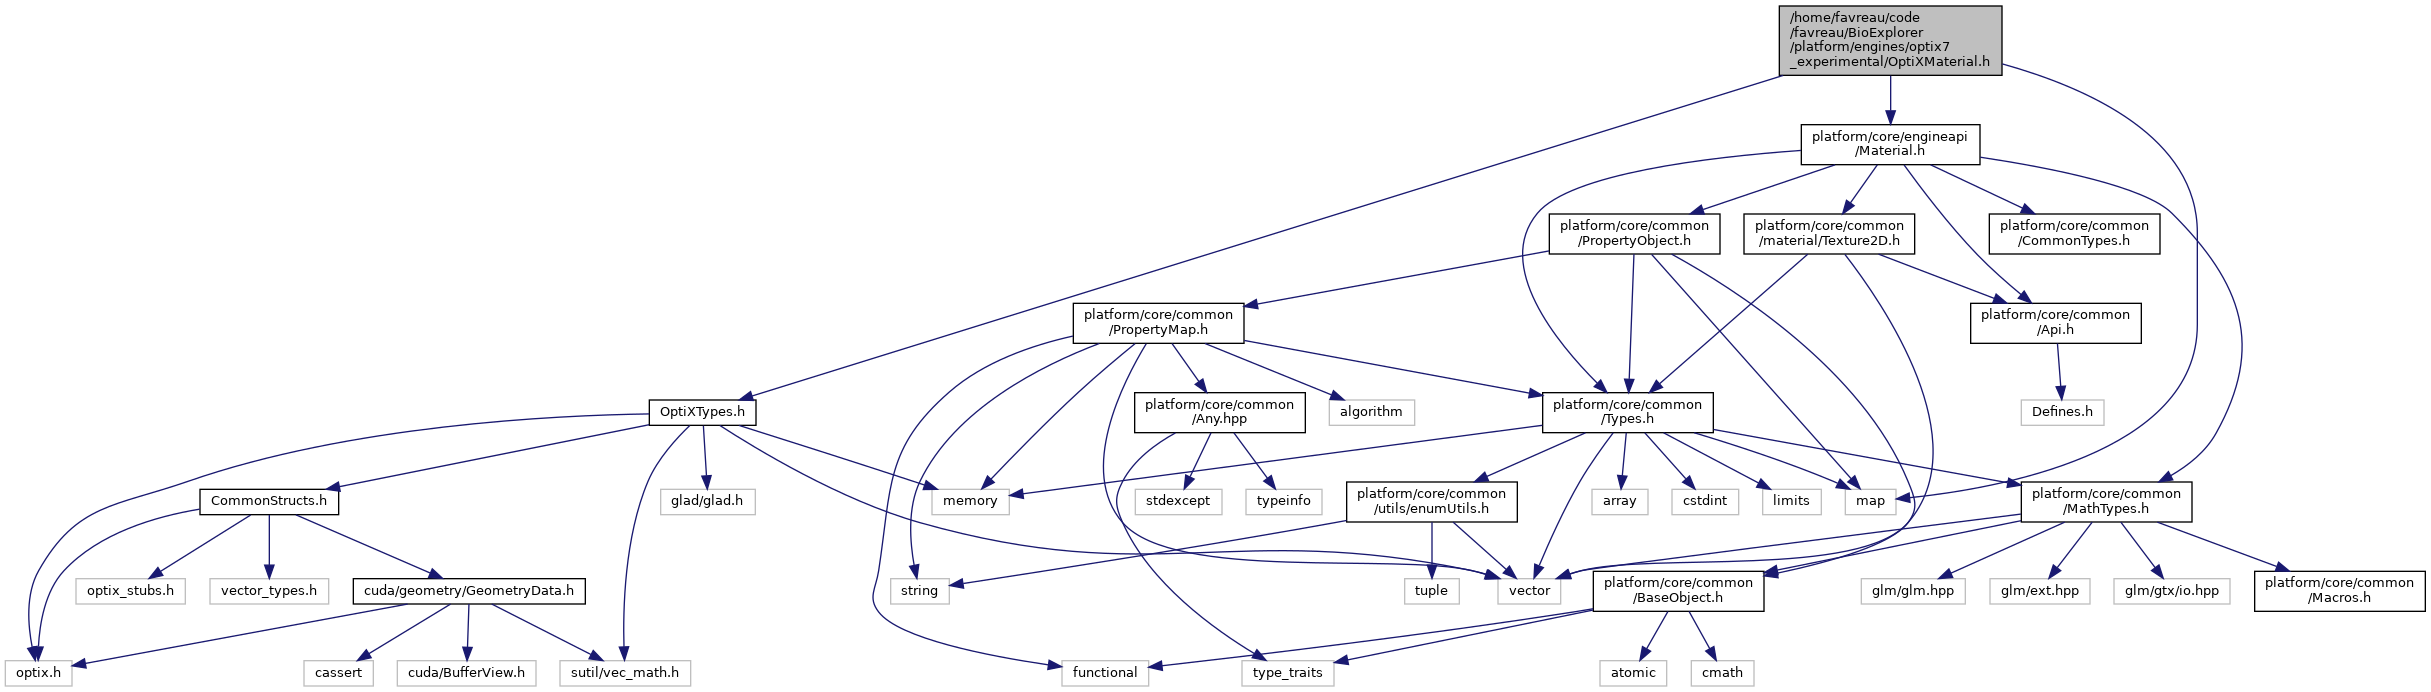 /home/favreau/code
/favreau/BioExplorer
/platform/engines/optix7
_experimental/OptiXMaterial.h
platform/core/engineapi
/Material.h
platform/core/common
/PropertyObject.h
platform/core/common
/material/Texture2D.h
platform/core/common
/CommonTypes.h
platform/core/common
/PropertyMap.h
platform/core/common
/Api.h
OptiXTypes.h
platform/core/common
/Any.hpp
algorithm
platform/core/common
/Types.h
Defines.h
CommonStructs.h
glad/glad.h
memory
stdexcept
typeinfo
platform/core/common
/utils/enumUtils.h
array
cstdint
limits
map
platform/core/common
/MathTypes.h
optix_stubs.h
vector_types.h
cuda/geometry/GeometryData.h
string
tuple
vector
platform/core/common
/BaseObject.h
glm/glm.hpp
glm/ext.hpp
glm/gtx/io.hpp
platform/core/common
/Macros.h
optix.h
cassert
cuda/BufferView.h
sutil/vec_math.h
functional
type_traits
atomic
cmath